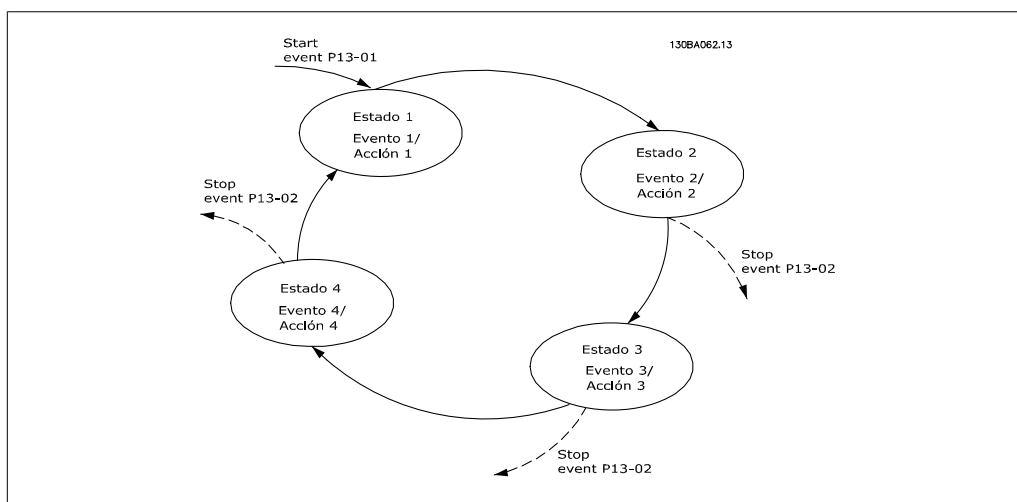 Start
event P13-01
130BA062.13
Estado 1
Evento 1/
Acción 1
Estado 2
Evento 2/
Acción 2
Stop
event P13-02
Stop
event P13-02
Estado 4
Evento 4/
Acción 4
Estado 3
Evento 3/
Acción 3
Stop
event P13-02